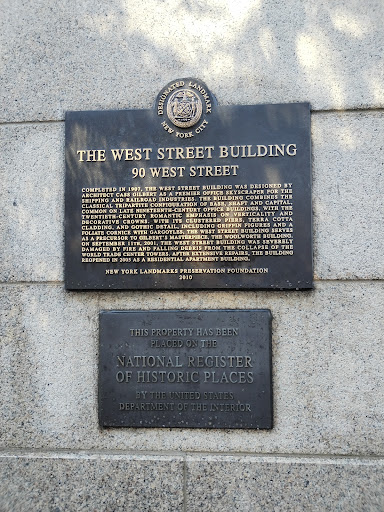 DESIGNATED LANDMARK
NEW YORK CITY
THE WEST STREET BUILDING
90 WEST STREET
COMPLETED IN 1907, THE WEST STREET BUILDING WAS DESIGNED BY
ARCHITECT CASS GILBERT AS A PREMIER OFFICE SKYSCRAPER FOR THE
SHIPPING AND RAILROAD INDUSTRIES. THE BUILDING COMBINES THE
CLASSICAL TRIPARTITE CONFIGURATION OF BASE, SHAFT AND CAPITAL,
COMMON ON LATE NINETEENTH-CENTURY OFFICE BUILDINGS, WITH THE
TWENTIETH-CENTURY ROMANTIC EMPHASIS ON VERTICALITY AND
DECORATIVE CROWNS. WITH ITS CLUSTERED PIERS, TERRA COTTA
CLADDING, AND GOTHIC DETAIL, INCLUDING GRIFFIN FIGURES AND A
FOLIATE CORNICE WITH GARGOYLES, THE WEST STREET BUILDING SERVES
AS A PRECURSOR TO GILBERT'S MASTERPIECE, THE WOOLWORTH BUILDING.
ON SEPTEMBER 11TH, 2001, THE WEST STREET BUILDING WAS SEVERELY
DAMAGED BY FIRE AND FALLING DEBRIS FROM THE COLLAPSE OF THE
WORLD TRADE CENTER TOWERS. AFTER EXTENSIVE REPAIRS, THE BUILDING
REOPENED IN 2005 AS A RESIDENTIAL APARTMENT BUILDING.
NEW YORK LANDMARKS PRESERVATION FOUNDATION
2010
THIS PROPERTY HAS BEEN
PLACED ON THE
NATIONAL REGISTER
OF HISTORIC PLACES
BY THE UNITED STATES
DEPARTMENT OF THE INTERIOR